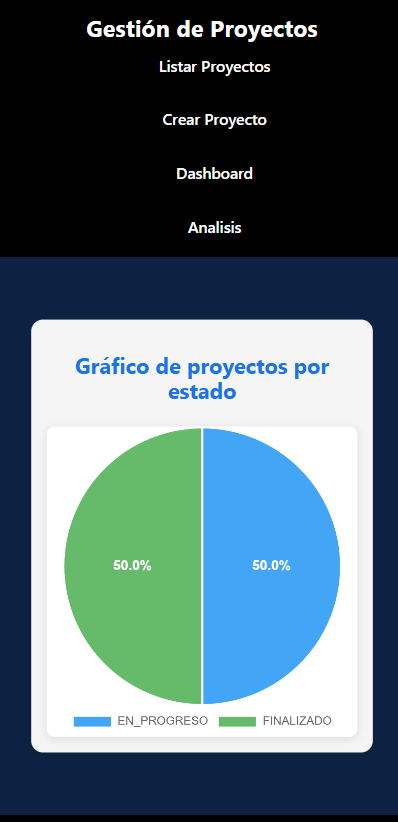 Gestión de Proyectos
Listar Proyectos
Crear Proyecto
Dashboard
Analisis
Gráfico de proyectos por
estado
50.0% 50.0%
EN_PROGRESO FINALIZADO